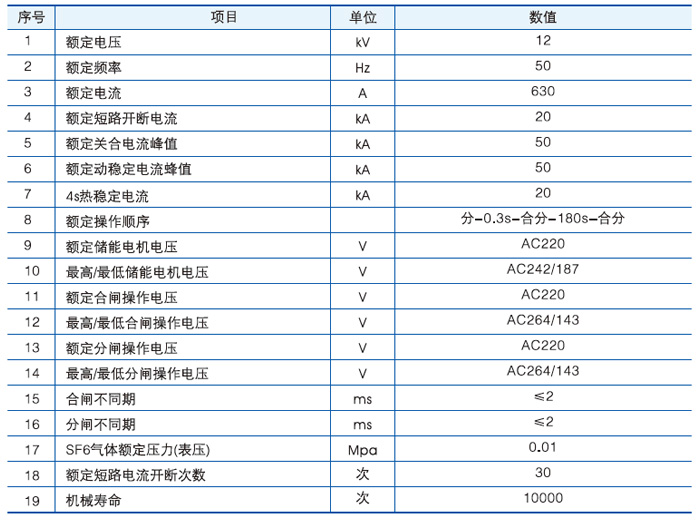 序号 项目 单位 数值
1 额定电压 kV 12
2 额定频率 Hz 50
3 额定电流 A 630
4 额定短路开断电流 kA 20
5 额定关合电流峰值 kA 50
6 额定动稳定电流蜂值 kA 50
7 4s热稳定电流 kA 20
8 额定操作顺序 分-0.3s-合分-180s-合分
9 额定储能电机电压 V AC220
10 最高/最低储能电机电压 V AC242/187
11 额定合闸操作电压 V AC220
12 最高/最低合闸操作电压 V AC264/143
13 额定分闸操作电压 V AC220
14 最高/最低分闸操作电压 V AC264/143
15 合闸不同期 ms ≤2
16 分闸不同期 ms ≤2
17 SF6气体额定压力(表压) Mpa 0.01
18 额定短路电流开断次数 次 30
19 机械寿命 次 10000